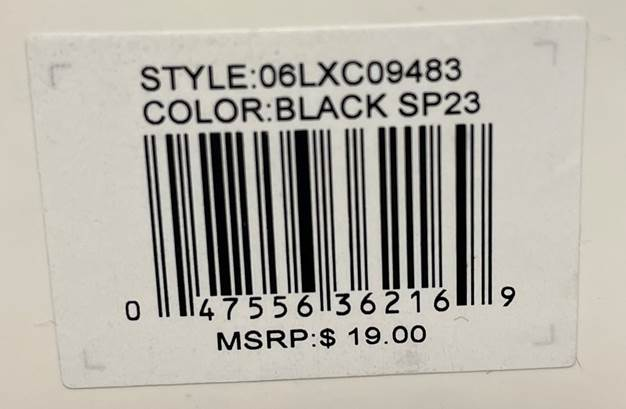 STYLE:06LXC09483
COLOR:BLACK SP23
0 47556 36216 9
MSRP:$ 19.00